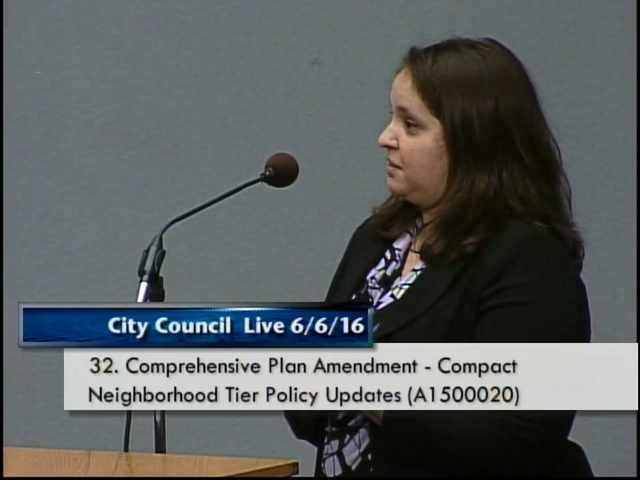 City Council Live 6/6/16
32. Comprehensive Plan Amendment - Compact
Neighborhood Tier Policy Updates (A1500020)